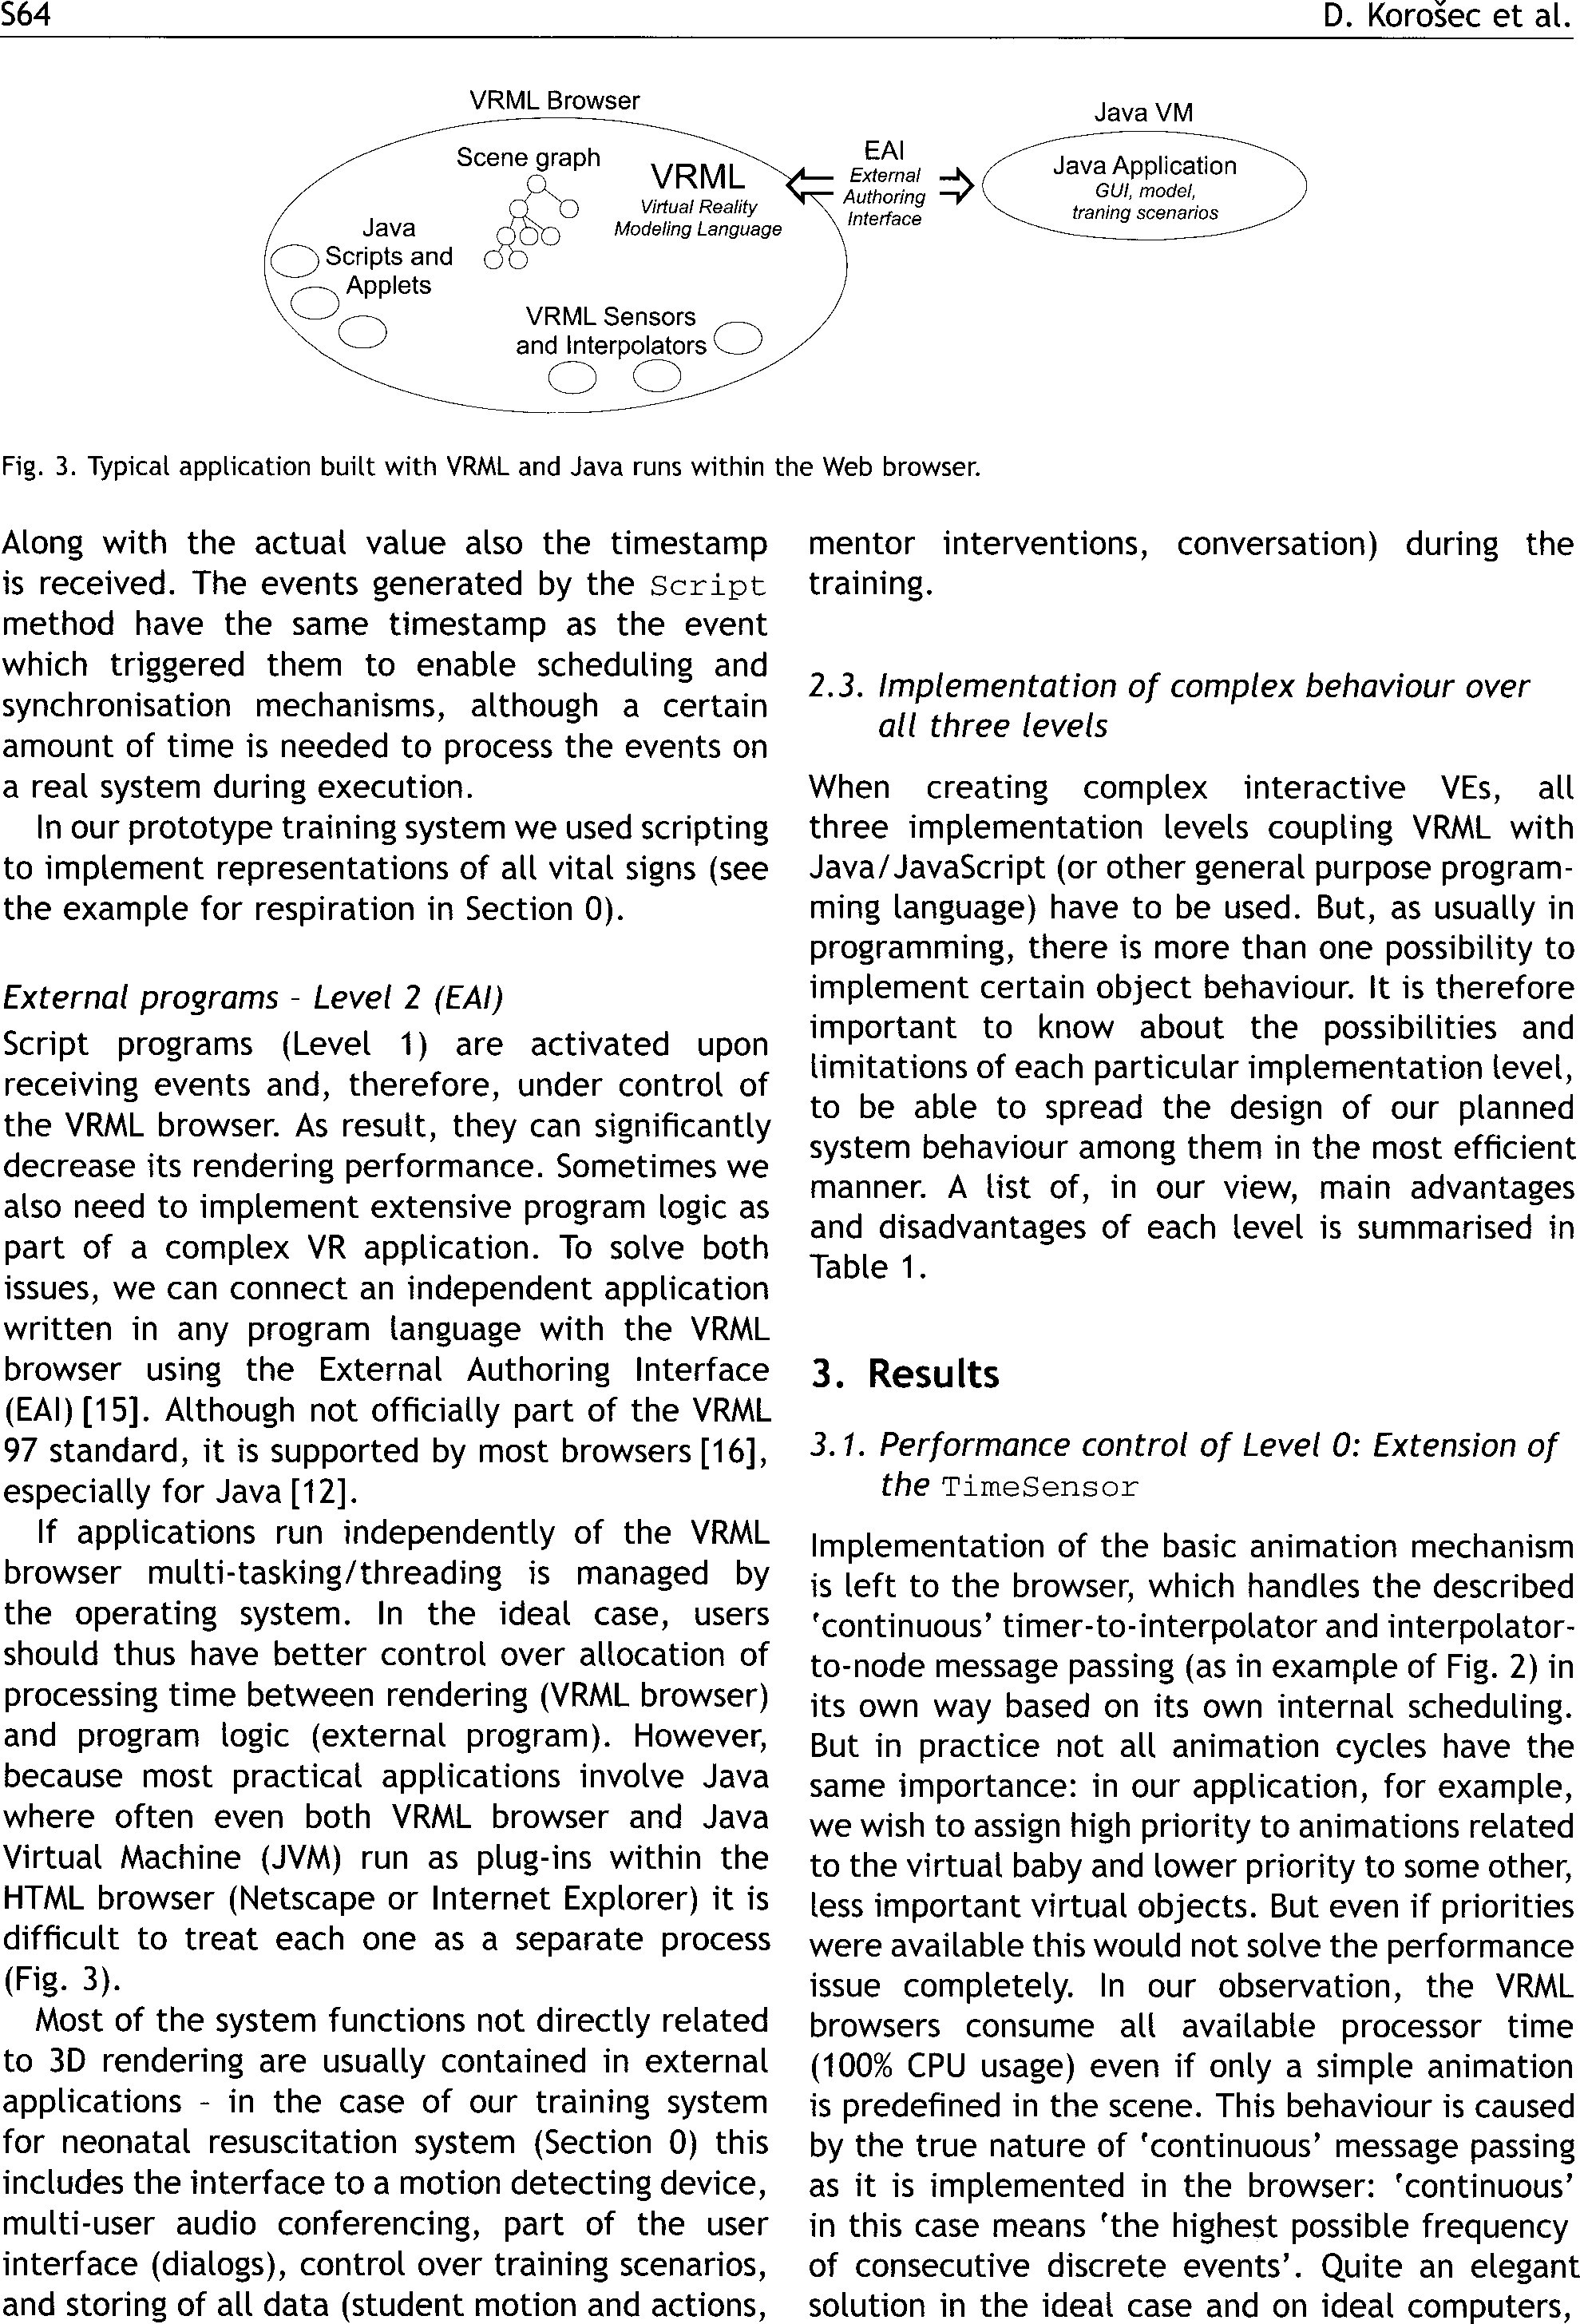 S64
D. Korošec et al.
VRML Browser
Java VM
Scene graph
VRML
Virtual Reality
Modeling Language
EAI
External
Authoring
Interface
Java Application
GUI, model,
traning scenarios
Java
Scripts and
Applets
VRML Sensors
and Interpolators
Fig. 3. Typical application built with VRML and Java runs within the Web browser.
Along with the actual value also the timestamp
is received. The events generated by the Script
method have the same timestamp as the event
which triggered them to enable scheduling and
synchronisation mechanisms, although a certain
amount of time is needed to process the events on
a real system during execution.
In our prototype training system we used scripting
to implement representations of all vital signs (see
the example for respiration in Section 0).
External programs - Level 2 (EAI)
Script programs (Level 1) are activated upon
receiving events and, therefore, under control of
the VRML browser. As result, they can significantly
decrease its rendering performance. Sometimes we
also need to implement extensive program logic as
part of a complex VR application. To solve both
issues, we can connect an independent application
written in any program language with the VRML
browser using the External Authoring Interface
(EAI) [15]. Although not officially part of the VRML
97 standard, it is supported by most browsers [16],
especially for Java [12].
If applications run independently of the VRML
browser multi-tasking/threading is managed by
the operating system. In the ideal case, users
should thus have better control over allocation of
processing time between rendering (VRML browser)
and program logic (external program). However,
because most practical applications involve Java
where often even both VRML browser and Java
Virtual Machine (JVM) run as plug-ins within the
HTML browser (Netscape or Internet Explorer) it is
difficult to treat each one as a separate process
(Fig. 3).
Most of the system functions not directly related
to 3D rendering are usually contained in external
applications - in the case of our training system
for neonatal resuscitation system (Section 0) this
includes the interface to a motion detecting device,
multi-user audio conferencing, part of the user
interface (dialogs), control over training scenarios,
and storing of all data (student motion and actions,
mentor interventions, conversation) during the
training.
2.3. Implementation of complex behaviour over
all three levels
When creating complex interactive VEs, all
three implementation levels coupling VRML with
Java/JavaScript (or other general purpose program-
ming language) have to be used. But, as usually in
programming, there is more than one possibility to
implement certain object behaviour. It is therefore
important to know about the possibilities and
limitations of each particular implementation level,
to be able to spread the design of our planned
system behaviour among them in the most efficient
manner. A list of, in our view, main advantages
and disadvantages of each level is summarised in
Table 1.
3. Results
3.1. Performance control of Level 0: Extension of
the TimeSensor
Implementation of the basic animation mechanism
is left to the browser, which handles the described
'continuous' timer-to-interpolator and interpolator-
to-node message passing (as in example of Fig. 2) in
its own way based on its own internal scheduling.
But in practice not all animation cycles have the
same importance: in our application, for example,
we wish to assign high priority to animations related
to the virtual baby and lower priority to some other,
less important virtual objects. But even if priorities
were available this would not solve the performance
issue completely. In our observation, the VRML
browsers consume all available processor time
(100% CPU usage) even if only a simple animation
is predefined in the scene. This behaviour is caused
by the true nature of 'continuous' message passing
as it is implemented in the browser: 'continuous'
in this case means 'the highest possible frequency
of consecutive discrete events'. Quite an elegant
solution in the ideal case and on ideal computers,